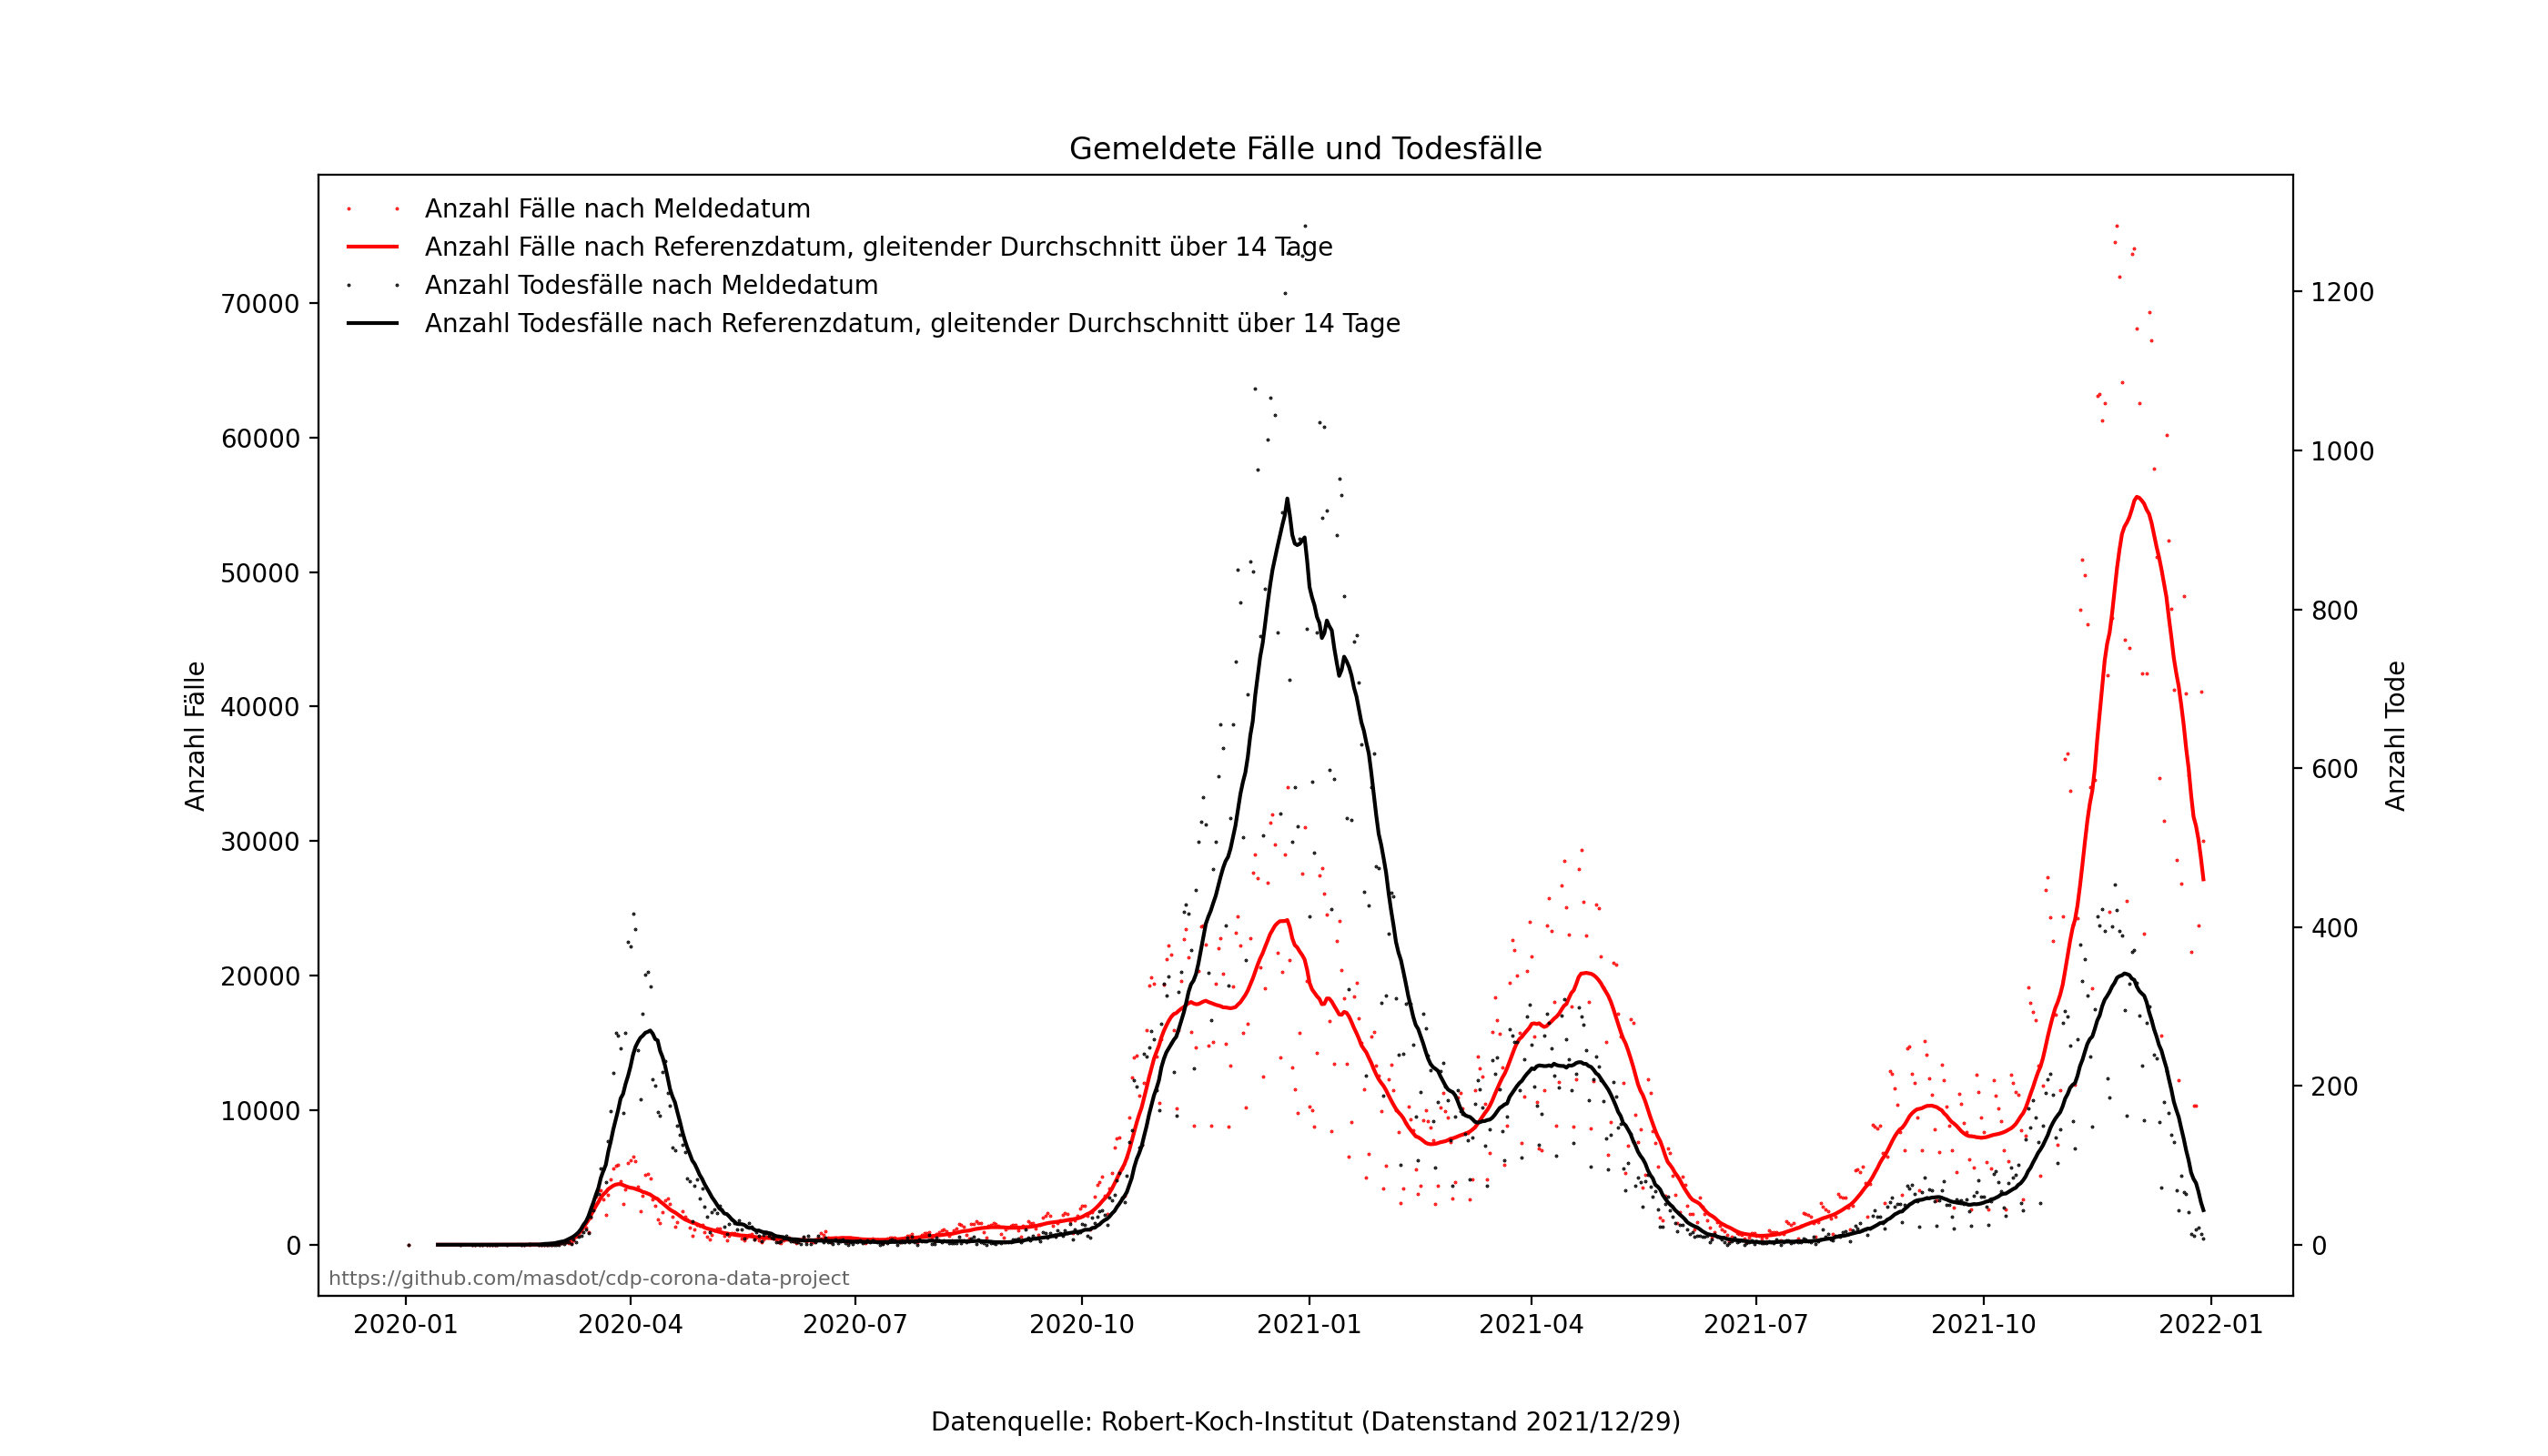 Gemeldete Fälle und Todesfälle
Anzahl Fälle nach Meldedatum
Anzahl Fälle nach Referenzdatum, gleitender Durchschnitt über 14 Tage
Anzahl Todesfälle nach Meldedatum
Anzahl Todesfälle nach Referenzdatum, gleitender Durchschnitt über 14 Tage
Anzahl Fälle
70000
60000
50000
40000
30000
20000
10000
0
1200
1000
800
600
400
200
0
Anzahl Tode
https://github.com/masdot/cdp-corona-data-project
2020-01 2020-04 2020-07 2020-10 2021-01 2021-04 2021-07 2021-10 2022-01
Datenquelle: Robert-Koch-Institut (Datenstand 2021/12/29)